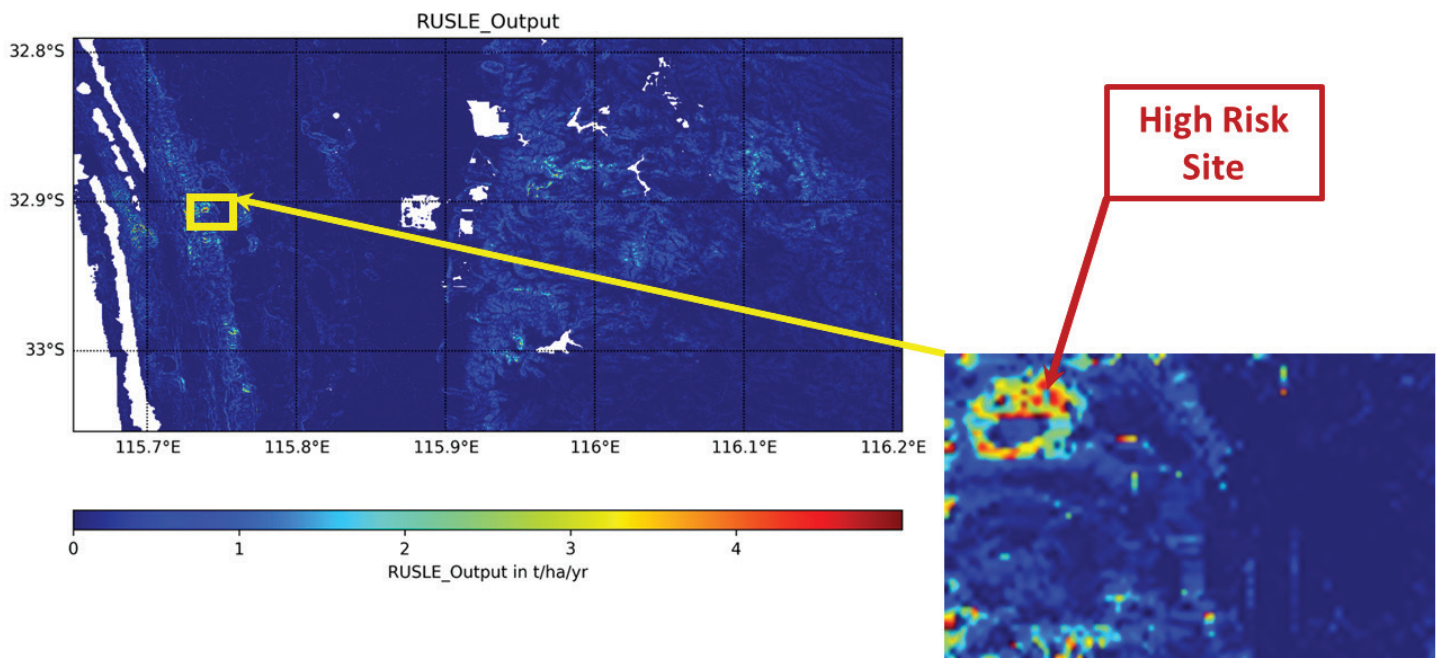 RUSLE_Output
32.8°S
32.9°S
33°S
115.7°E 115.8°E 115.9°E 116°E 116.1°E 116.2°E
0 1 2 3 4
RUSLE_Output in t/ha/yr
High Risk
Site